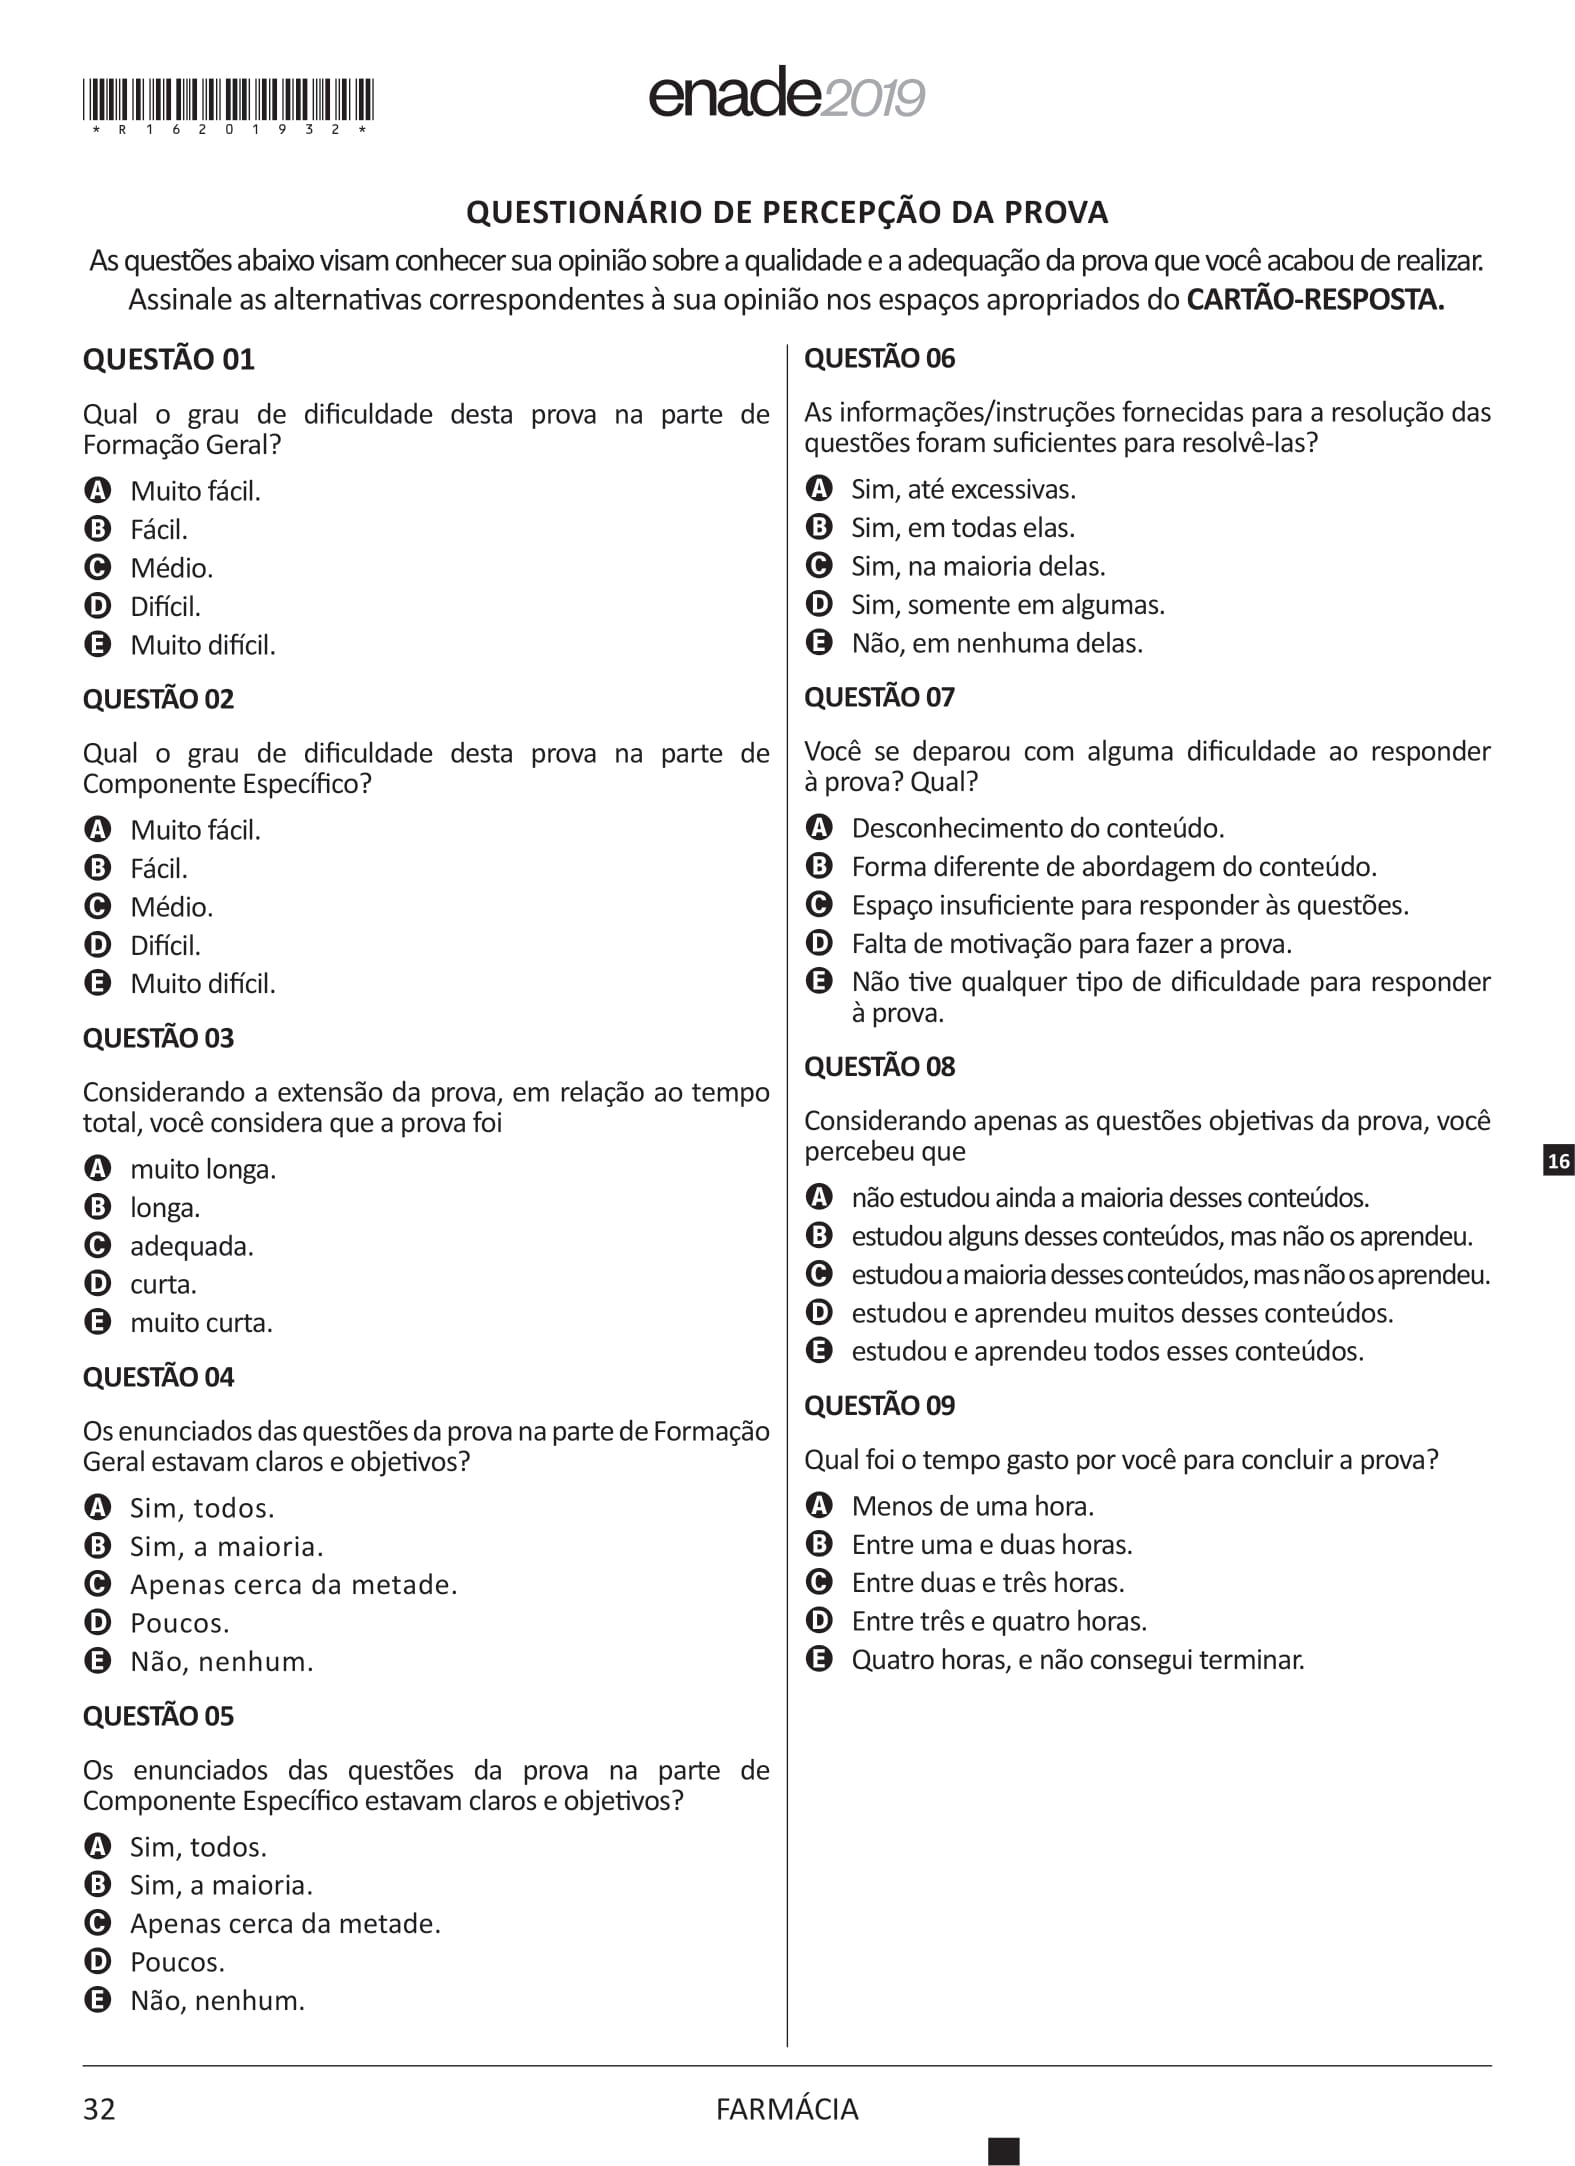 *R16201932*
enade2019
QUESTIONÁRIO DE PERCEPÇÃO DA PROVA
As questões abaixo visam conhecer sua opinião sobre a qualidade e a adequação da prova que você acabou de realizar.
Assinale as alternativas correspondentes à sua opinião nos espaços apropriados do CARTÃO-RESPOSTA.
QUESTÃO 01
Qual o grau de dificuldade desta prova na parte de
Formação Geral?
A Muito fácil.
B Fácil.
C Médio.
D Difícil.
E Muito difícil.
QUESTÃO 02
Qual o grau de dificuldade desta prova na parte de
Componente Específico?
A Muito fácil.
B Fácil.
C Médio.
D Difícil.
E Muito difícil.
QUESTÃO 03
Considerando a extensão da prova, em relação ao tempo
total, você considera que a prova foi
A muito longa.
B longa.
C adequada.
D curta.
E muito curta.
QUESTÃO 04
Os enunciados das questões da prova na parte de Formação
Geral estavam claros e objetivos?
A Sim, todos.
B Sim, a maioria.
C Apenas cerca da metade.
D Poucos.
E Não, nenhum.
QUESTÃO 05
Os enunciados das questões da prova na parte de
Componente Específico estavam claros e objetivos?
A Sim, todos.
B Sim, a maioria.
C Apenas cerca da metade.
D Poucos.
E Não, nenhum.
QUESTÃO 06
As informações/instruções fornecidas para a resolução das
questões foram suficientes para resolvê-las?
A Sim, até excessivas.
B Sim, em todas elas.
C Sim, na maioria delas.
D Sim, somente em algumas.
E Não, em nenhuma delas.
QUESTÃO 07
Você se deparou com alguma dificuldade ao responder
à prova? Qual?
A Desconhecimento do conteúdo.
B Forma diferente de abordagem do conteúdo.
C Espaço insuficiente para responder às questões.
D Falta de motivação para fazer a prova.
E Não tive qualquer tipo de dificuldade para responder
à prova.
QUESTÃO 08
Considerando apenas as questões objetivas da prova, você
percebeu que
A não estudou ainda a maioria desses conteúdos.
B estudou alguns desses conteúdos, mas não os aprendeu.
C estudou a maioria desses conteúdos, mas não os aprendeu.
D estudou e aprendeu muitos desses conteúdos.
E estudou e aprendeu todos esses conteúdos.
QUESTÃO 09
Qual foi o tempo gasto por você para concluir a prova?
A Menos de uma hora.
B Entre uma e duas horas.
C Entre duas e três horas.
D Entre três e quatro horas.
E Quatro horas, e não consegui terminar.
16
32
FARMÁCIA